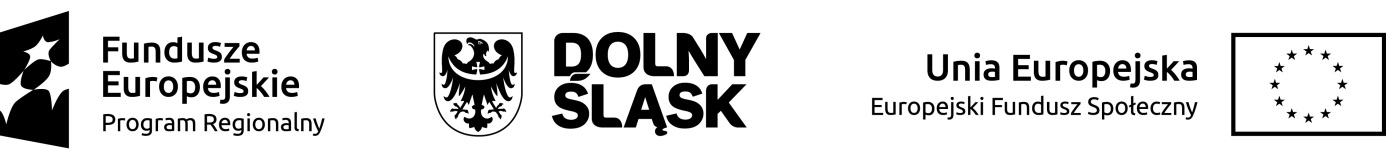 Fundusze
Europejskie
Program Regionalny
DOLNY
ŚLĄSK
Unia Europejska
Europejski Fundusz Społeczny